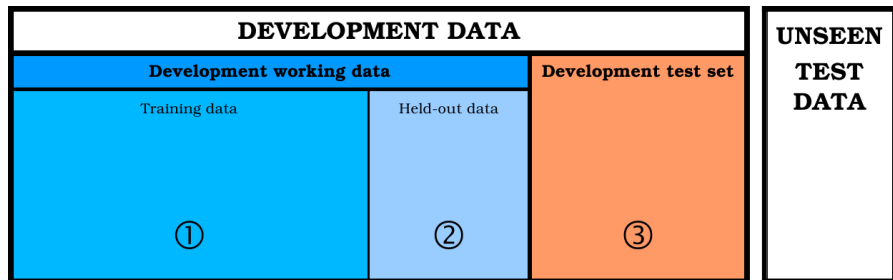 DEVELOPMENT DATA
Development working data
Development test set
Training data
Held-out data
①
②
③
UNSEEN
TEST
DATA